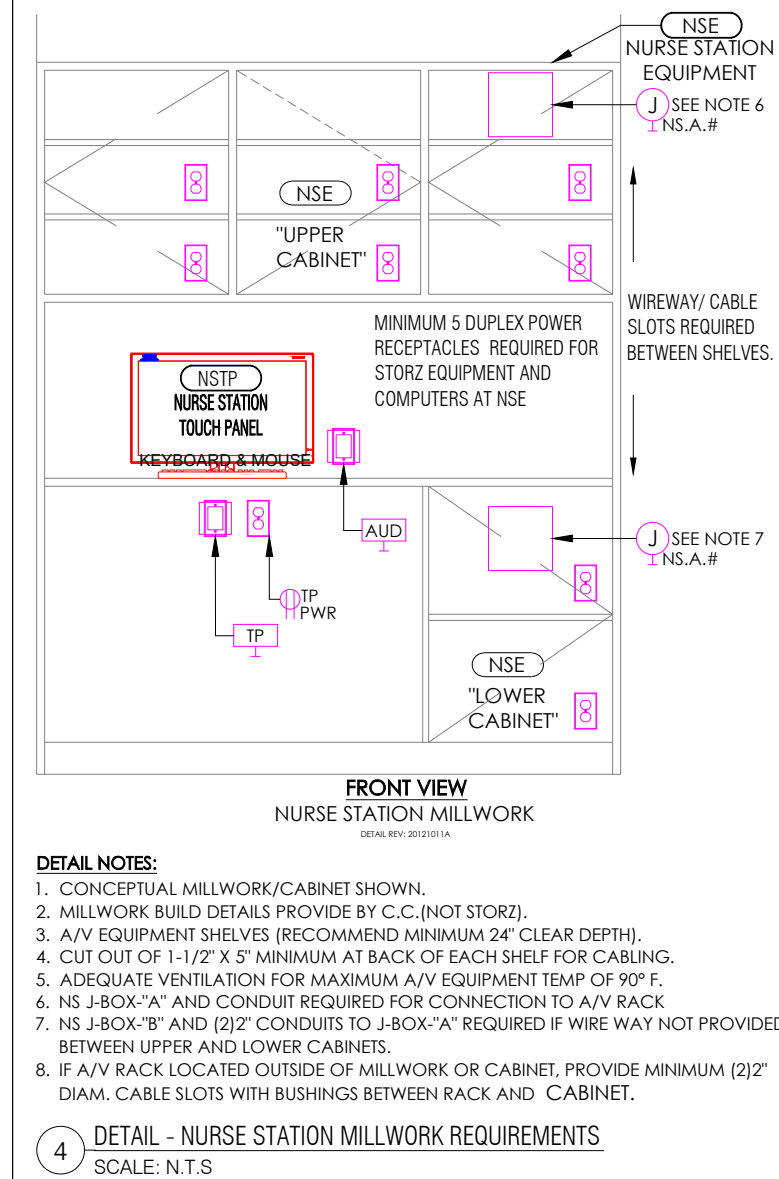 NSE
NURSE STATION
EQUIPMENT
J SEE NOTE 6
NS.A.#
NSE
"UPPER
CABINET"
WIREWAY/ CABLE
SLOTS REQUIRED
BETWEEN SHELVES.
MINIMUM 5 DUPLEX POWER
RECEPTACLES REQUIRED FOR
STORZ EQUIPMENT AND
COMPUTERS AT NSE
NSTP
NURSE STATION
TOUCH PANEL
KEYBOARD & MOUSE
AUD
J SEE NOTE 7
NS.A.#
TP
PWR
TP
NSE
"LOWER
CABINET"
FRONT VIEW
NURSE STATION MILLWORK
DETAIL REV: 20121011A
DETAIL NOTES:
1. CONCEPTUAL MILLWORK/CABINET SHOWN.
2. MILLWORK BUILD DETAILS PROVIDE BY C.C.(NOT STORZ).
3. A/V EQUIPMENT SHELVES (RECOMMEND MINIMUM 24" CLEAR DEPTH).
4. CUT OUT OF 1-1/2" X 5" MINIMUM AT BACK OF EACH SHELF FOR CABLING.
5. ADEQUATE VENTILATION FOR MAXIMUM A/V EQUIPMENT TEMP OF 90° F.
6. NS J-BOX-"A" AND CONDUIT REQUIRED FOR CONNECTION TO A/V RACK
7. NS J-BOX-"B" AND (2)2" CONDUITS TO J-BOX-"A" REQUIRED IF WIRE WAY NOT PROVIDED
BETWEEN UPPER AND LOWER CABINETS.
8. IF A/V RACK LOCATED OUTSIDE OF MILLWORK OR CABINET, PROVIDE MINIMUM (2)2"
DIAM. CABLE SLOTS WITH BUSHINGS BETWEEN RACK AND CABINET.
4 DETAIL - NURSE STATION MILLWORK REQUIREMENTS
SCALE: N.T.S